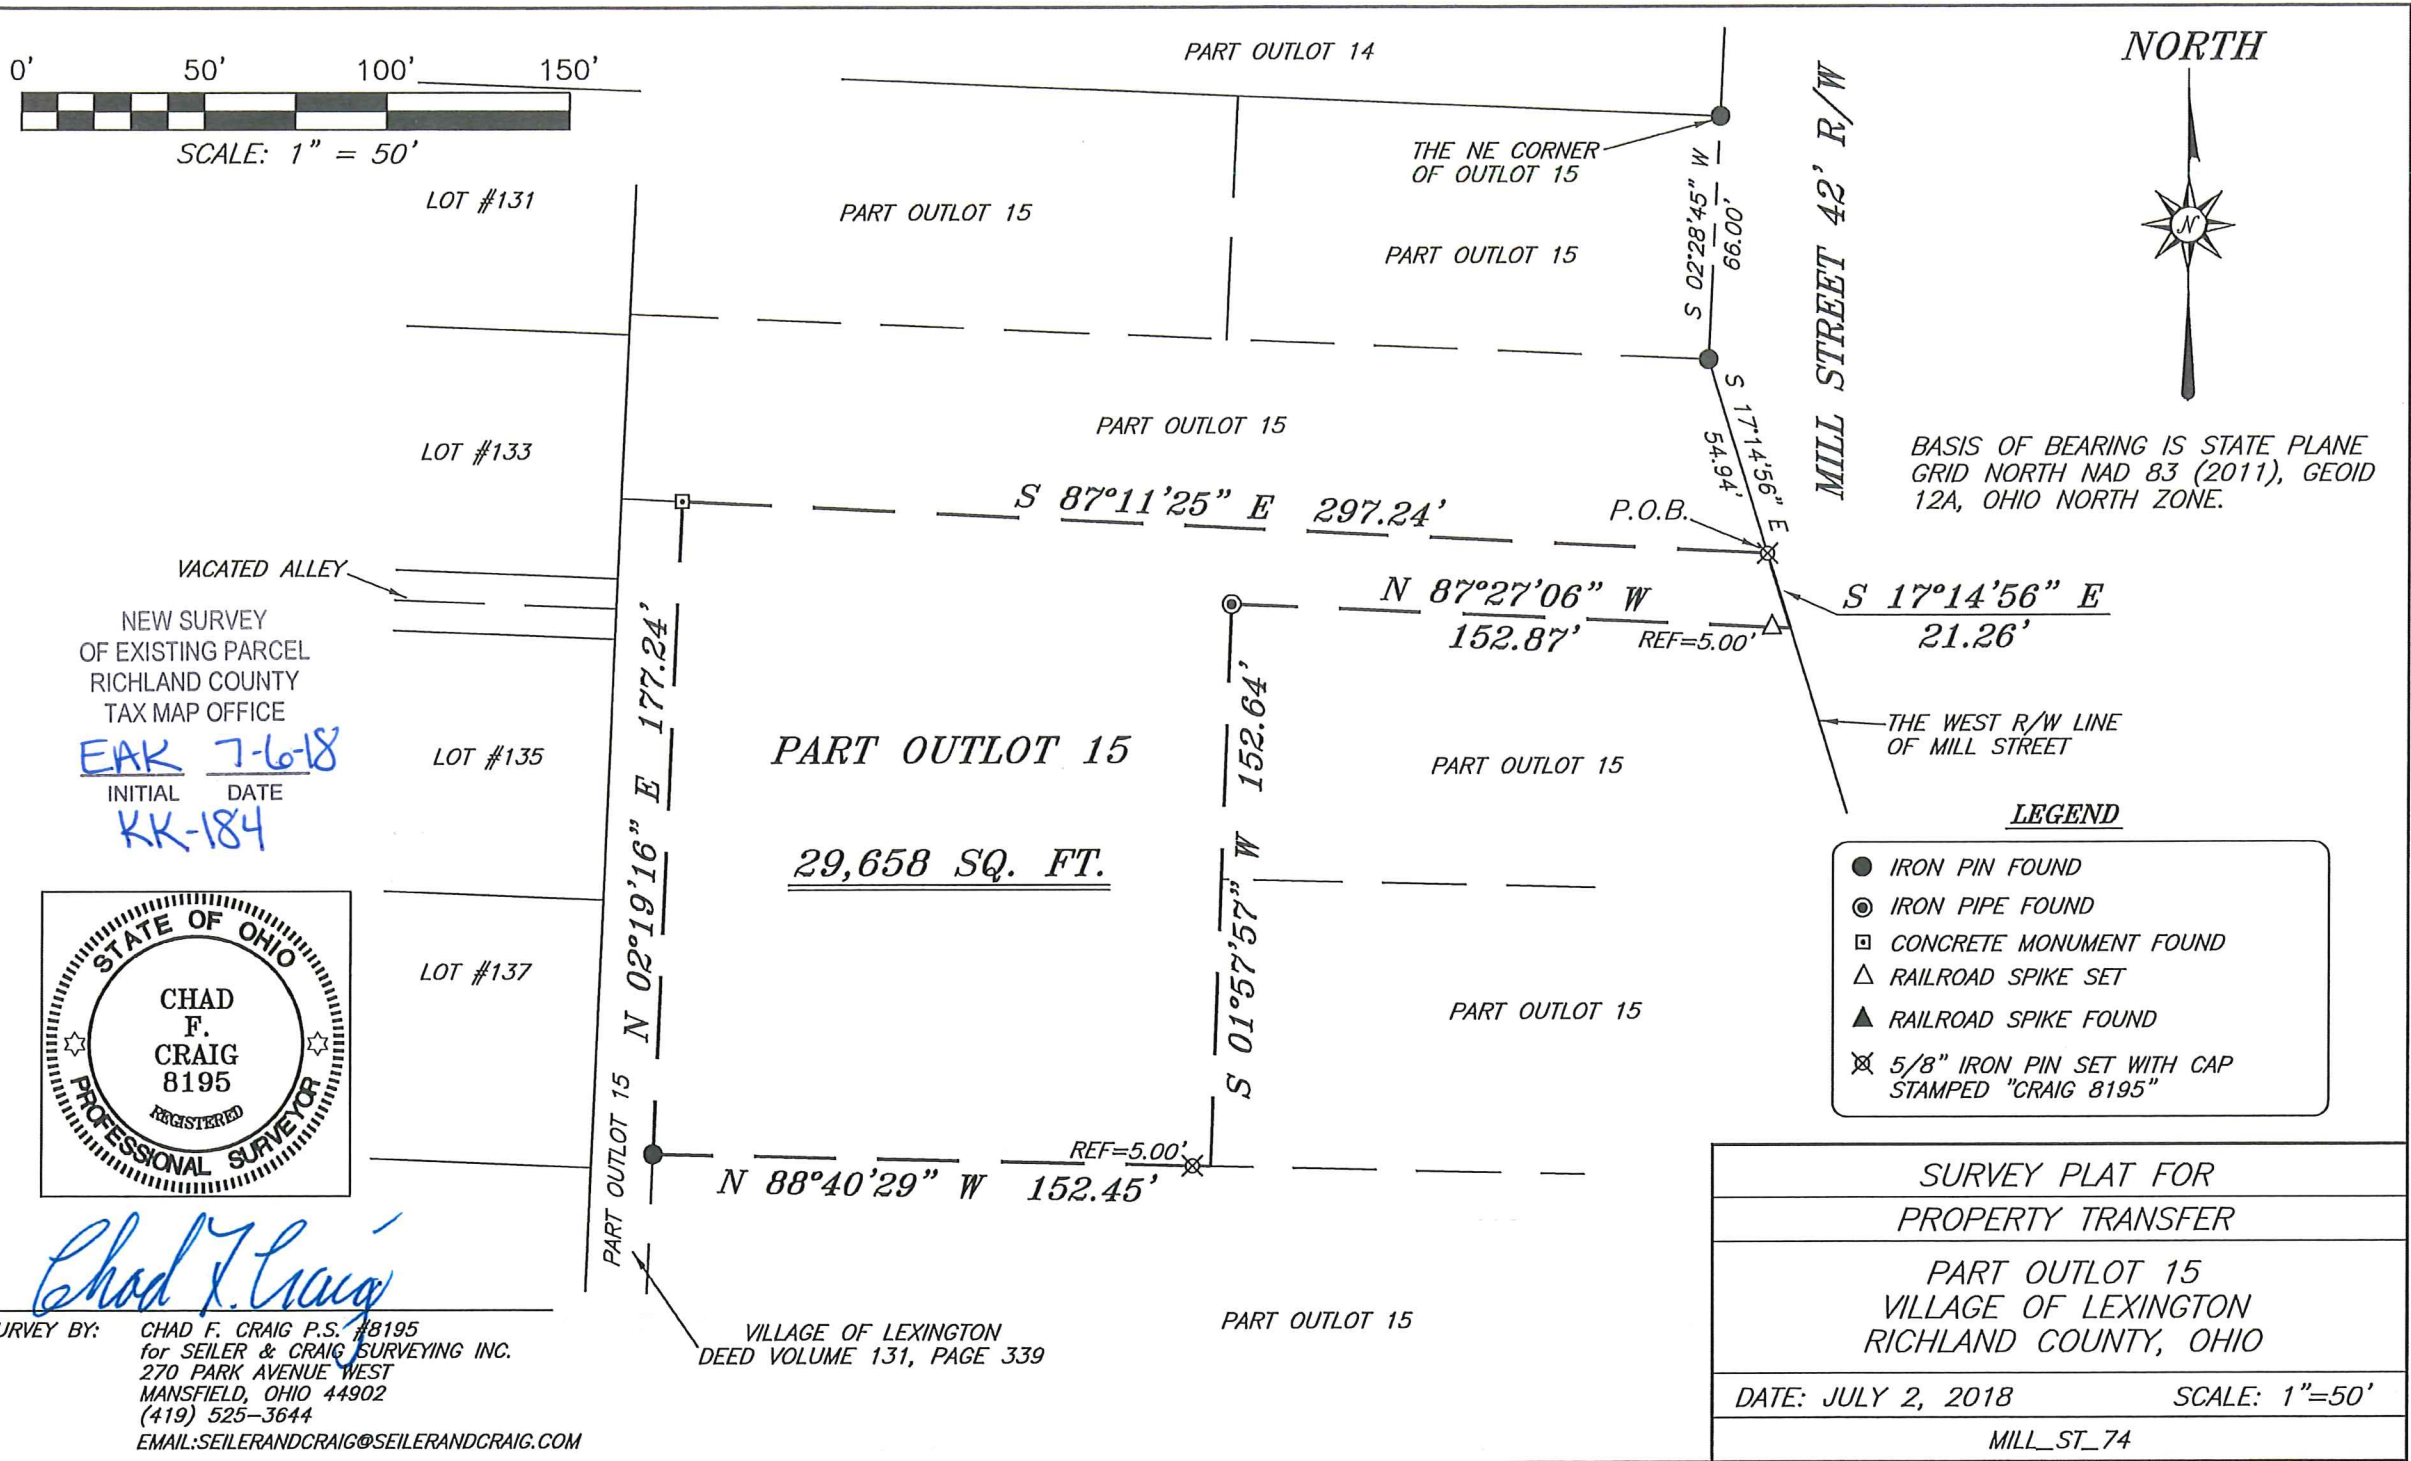 0' 50' 100' 150'
SCALE: 1" = 50'
PART OUTLOT 14
NORTH
N
THE NE CORNER
OF OUTLOT 15
S 02°28'45" W
66.00'
MILL STREET 42' R/W
LOT #131
PART OUTLOT 15
PART OUTLOT 15
S 17°14'56" E
54.94'
PART OUTLOT 15
LOT #133
BASIS OF BEARING IS STATE PLANE
GRID NORTH NAD 83 (2011), GEOID
12A, OHIO NORTH ZONE.
S 87°11'25" E 297.24'
P.O.B.
VACATED ALLEY
N 87°27'06" W
152.87'
REF=5.00'
S 17°14'56" E
21.26'
NEW SURVEY
OF EXISTING PARCEL
RICHLAND COUNTY
TAX MAP OFFICE
EAK 7-6-18
INITIAL DATE
KK-184
N 02°19'16" E 177.24'
S 01°57'57" W 152.64'
THE WEST R/W LINE
OF MILL STREET
LOT #135
PART OUTLOT 15
29,658 SQ. FT.
PART OUTLOT 15
LOT #137
PART OUTLOT 15
LEGEND
IRON PIN FOUND
IRON PIPE FOUND
CONCRETE MONUMENT FOUND
RAILROAD SPIKE SET
RAILROAD SPIKE FOUND
5/8" IRON PIN SET WITH CAP
STAMPED "CRAIG 8195"
STATE OF OHIO
CHAD
F.
CRAIG
8195
REGISTERED
PROFESSIONAL SURVEYOR
PART OUTLOT 15
REF=5.00'
N 88°40'29" W 152.45'
Chad F. Craig
URVEY BY: CHAD F. CRAIG P.S. #8195
for SEILER & CRAIG SURVEYING INC.
270 PARK AVENUE WEST
MANSFIELD, OHIO 44902
(419) 525-3644
EMAIL:SEILERANDCRAIG@SEILERANDCRAIG.COM
VILLAGE OF LEXINGTON
DEED VOLUME 131, PAGE 339
PART OUTLOT 15
SURVEY PLAT FOR
PROPERTY TRANSFER
PART OUTLOT 15
VILLAGE OF LEXINGTON
RICHLAND COUNTY, OHIO
DATE: JULY 2, 2018 SCALE: 1"=50'
MILL_ST_74